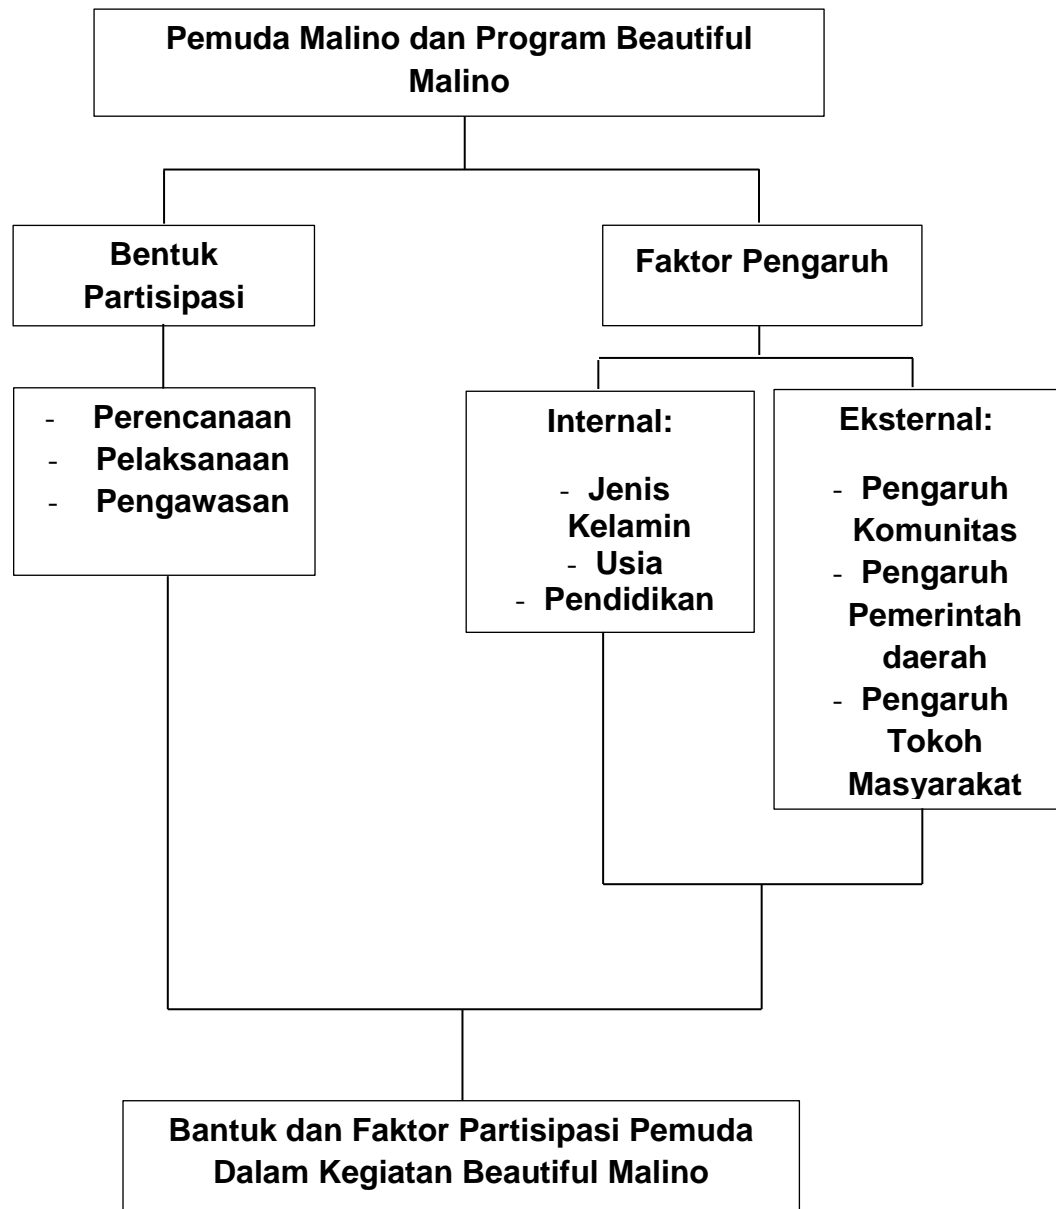 Pemuda Malino dan Program Beautiful
Malino
Bentuk
Partisipasi
Faktor Pengaruh
- Perencanaan
- Pelaksanaan
- Pengawasan
Internal:
- Jenis
Kelamin
- Usia
- Pendidikan
Eksternal:
- Pengaruh
Komunitas
- Pengaruh
Pemerintah
daerah
- Pengaruh
Tokoh
Masyarakat
Bantuk dan Faktor Partisipasi Pemuda
Dalam Kegiatan Beautiful Malino